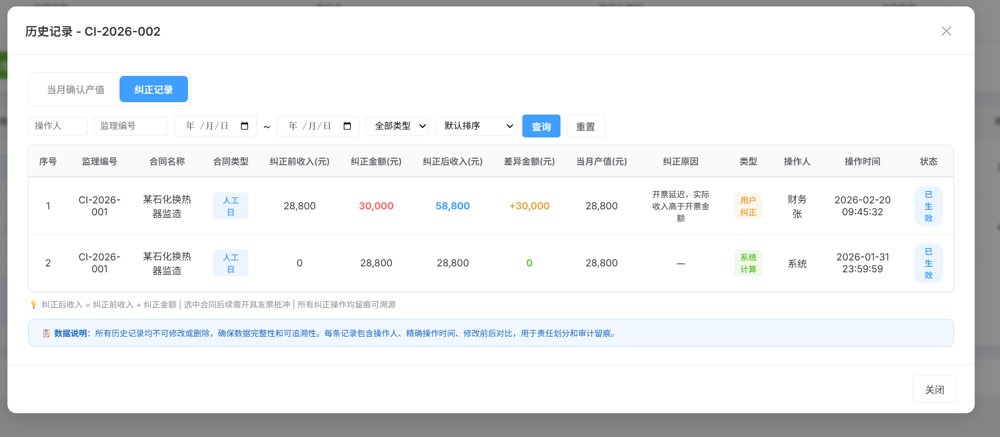 历史记录 - CI-2026-002
当月确认产值 纠正记录
操作人 监理编号 年 /月/日 ~ 年 /月/日 全部类型 默认排序 查询 重置
序号 监理编号 合同名称 合同类型 纠正前收入(元) 纠正金额(元) 纠正后收入(元) 差异金额(元) 当月产值(元) 纠正原因 类型 操作人 操作时间 状态
1 CI-2026-001 某石化换热器监造 人工日 28,800 30,000 58,800 +30,000 28,800 开票延迟，实际收入高于开票金额 用户纠正 财务张 2026-02-20 09:45:32 已生效
2 CI-2026-001 某石化换热器监造 人工日 0 28,800 28,800 0 28,800 — 系统计算 系统 2026-01-31 23:59:59 已生效
💡 纠正后收入 = 纠正前收入 + 纠正金额 | 选中合同后续需开具发票抵冲 | 所有纠正操作均留痕可溯源
📋 数据说明：所有历史记录均不可修改或删除，确保数据完整性和可追溯性。每条记录包含操作人、精确操作时间、修改前后对比，用于责任划分和审计留痕。
关闭